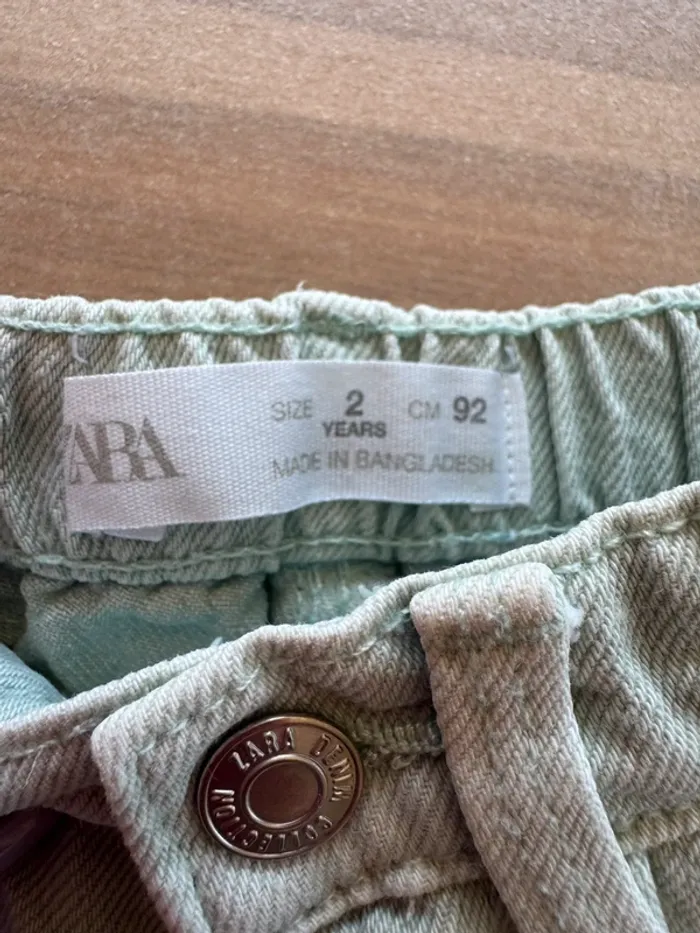 ZARA
SIZE 2 CM 92
YEARS
MADE IN BANGLADESH
ZARA DENIM COLLECTION